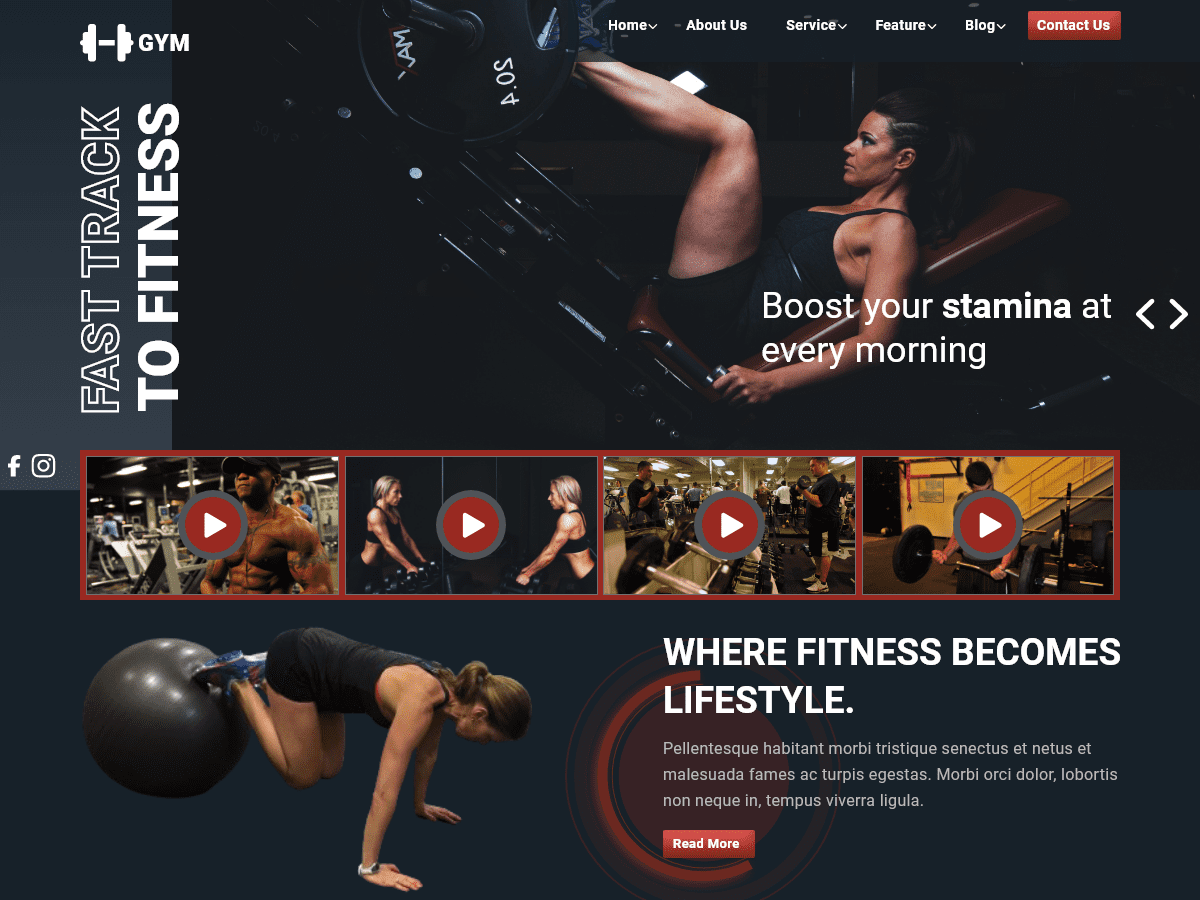 GYM
Home
About Us
Service
Feature
Blog
Contact Us
20.4
FAST TRACK
TO FITNESS
Boost your stamina at
every morning
WHERE FITNESS BECOMES
LIFESTYLE.
Pellentesque habitant morbi tristique senectus et netus et
malesuada fames ac turpis egestas. Morbi orci dolor, lobortis
non neque in, tempus viverra ligula.
Read More